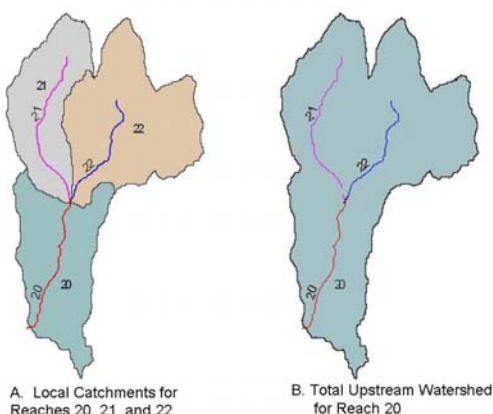 21
21
22
22
20
20
A. Local Catchments for
Reaches 20, 21, and 22
21
22
20
20
B. Total Upstream Watershed
for Reach 20